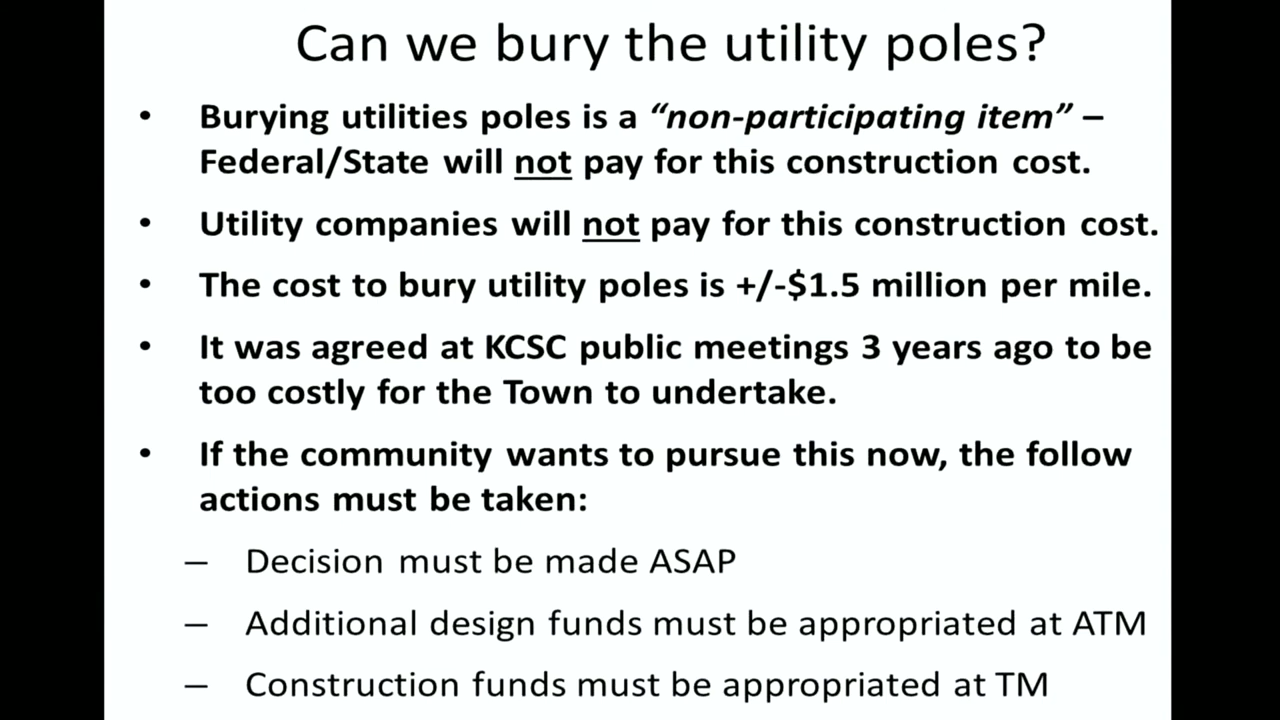 Can we bury the utility poles?
• Burying utilities poles is a “non-participating item” –
Federal/State will not pay for this construction cost.
• Utility companies will not pay for this construction cost.
• The cost to bury utility poles is +/-$1.5 million per mile.
• It was agreed at KCSC public meetings 3 years ago to be
too costly for the Town to undertake.
• If the community wants to pursue this now, the follow
actions must be taken:
– Decision must be made ASAP
– Additional design funds must be appropriated at ATM
– Construction funds must be appropriated at TM